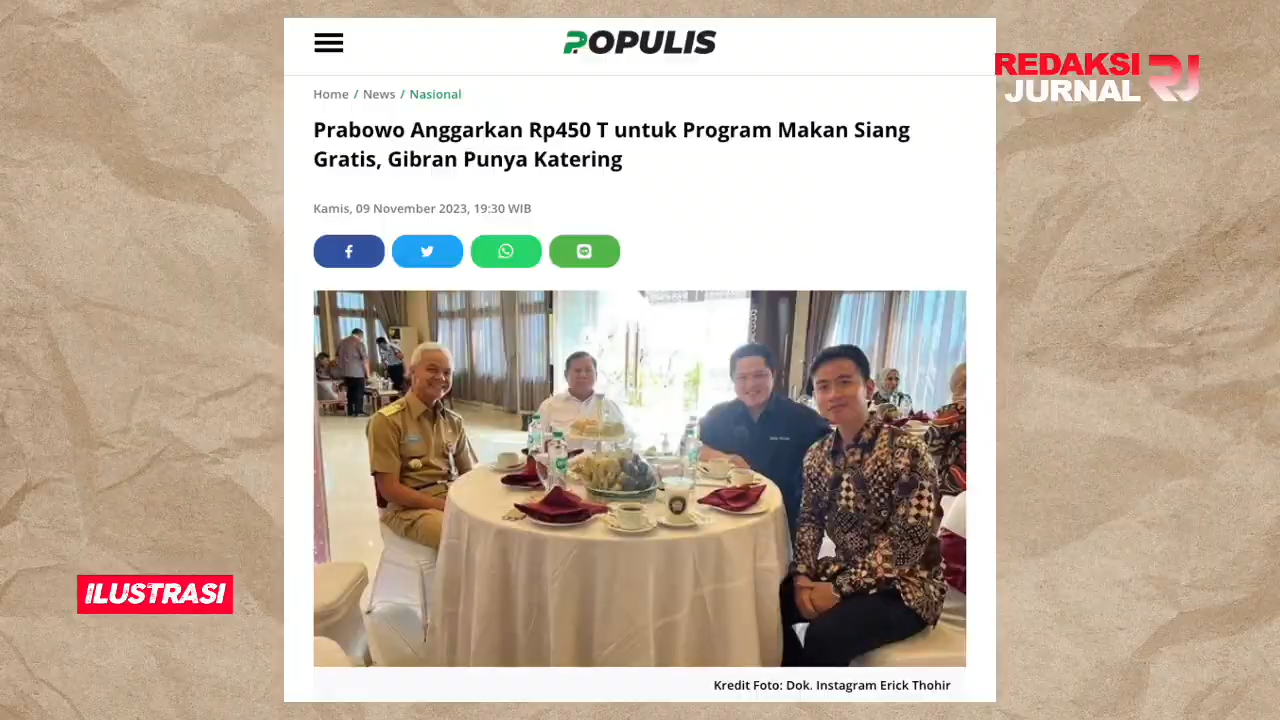 POPULIS
REDAKSI
JURNAL RJ
Home / News / Nasional
Prabowo Anggarkan Rp450 T untuk Program Makan Siang
Gratis, Gibran Punya Katering
Kamis, 09 November 2023, 19:30 WIB
ILUSTRASI
Kredit Foto: Dok. Instagram Erick Thohir